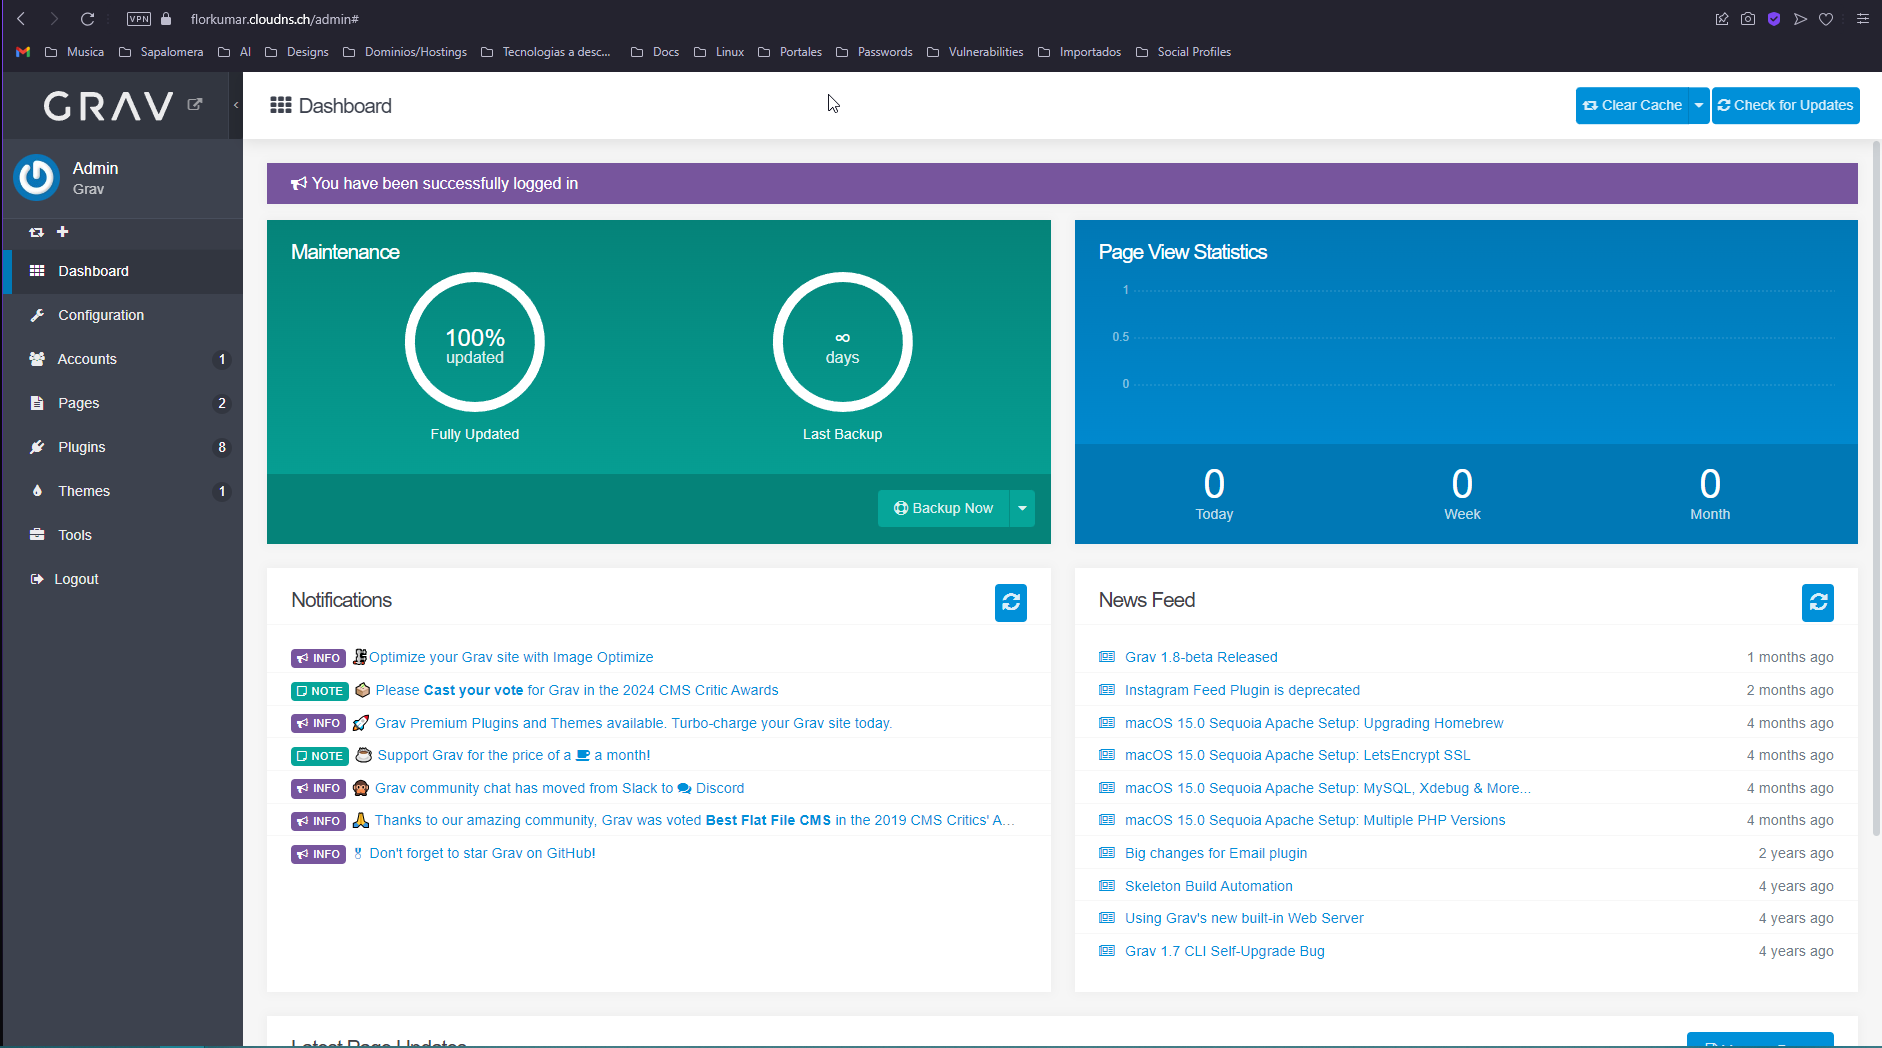 VPN florkumar.cloudns.ch/admin#
Musica Sapalomera AI Designs Dominios/Hostings Tecnologias a desc... Docs Linux Portales Passwords Vulnerabilities Importados Social Profiles
GRAV
Dashboard
Clear Cache
Check for Updates
Admin
Grav
Dashboard
Configuration
Accounts 1
Pages 2
Plugins 8
Themes 1
Tools
Logout
You have been successfully logged in
Maintenance
100%
updated
Fully Updated
∞
days
Last Backup
Backup Now
Page View Statistics
1
0.5
0
0
Today
0
Week
0
Month
Notifications
INFO Optimize your Grav site with Image Optimize
NOTE Please Cast your vote for Grav in the 2024 CMS Critic Awards
INFO Grav Premium Plugins and Themes available. Turbo-charge your Grav site today.
NOTE Support Grav for the price of a a month!
INFO Grav community chat has moved from Slack to Discord
INFO Thanks to our amazing community, Grav was voted Best Flat File CMS in the 2019 CMS Critics' A...
INFO Don't forget to star Grav on GitHub!
News Feed
Grav 1.8-beta Released 1 months ago
Instagram Feed Plugin is deprecated 2 months ago
macOS 15.0 Sequoia Apache Setup: Upgrading Homebrew 4 months ago
macOS 15.0 Sequoia Apache Setup: LetsEncrypt SSL 4 months ago
macOS 15.0 Sequoia Apache Setup: MySQL, Xdebug & More... 4 months ago
macOS 15.0 Sequoia Apache Setup: Multiple PHP Versions 4 months ago
Big changes for Email plugin 2 years ago
Skeleton Build Automation 4 years ago
Using Grav's new built-in Web Server 4 years ago
Grav 1.7 CLI Self-Upgrade Bug 4 years ago
Latest Page Updates